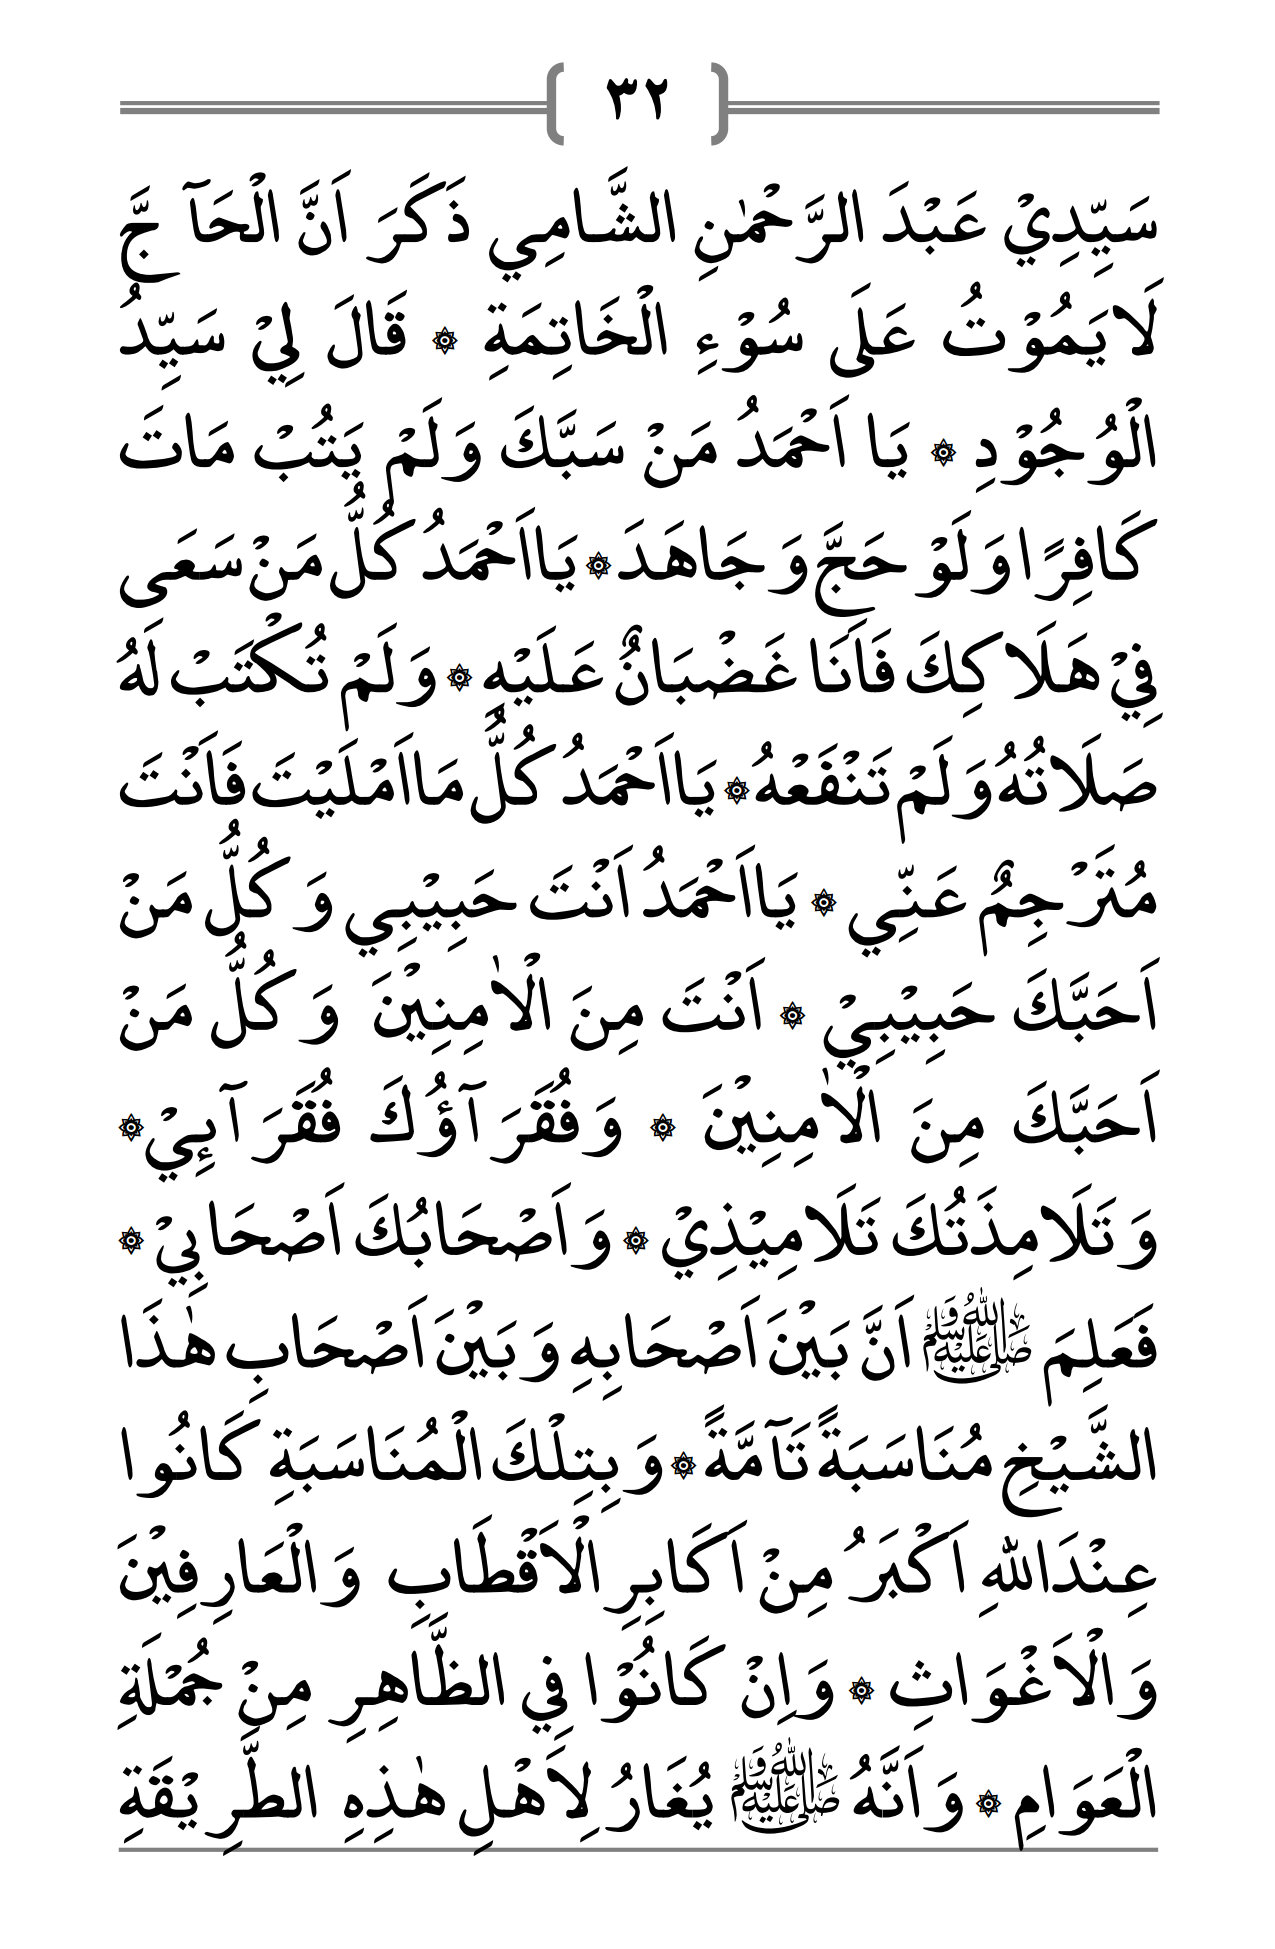 ٣٢
سَيِّدِيْ عَبْدَ الرَّحْمٰنِ الشَّامِي ذَكَرَ اَنَّ الْحَآجَّ
لَايَمُوْتُ عَلَى سُوْءِ الْخَاتِمَةِ ۞ قَالَ لِيْ سَيِّدُ
الْوُجُوْدِ ۞ يَا اَحْمَدُ مَنْ سَبَّكَ وَلَمْ يَتُبْ مَاتَ
كَافِرًا وَلَوْ حَجَّ وَجَاهَدَ ۞ يَااَحْمَدُ كُلُّ مَنْ سَعَى
فِيْ هَلَاكِكَ فَاَنَا غَضْبَانٌ عَلَيْهِ ۞ وَلَمْ تُكْتَبْ لَهُ
صَلَاتُهُ وَلَمْ تَنْفَعْهُ ۞ يَااَحْمَدُ كُلُّ مَااَمْلَيْتَ فَاَنْتَ
مُتَرْجِمٌ عَنِّي ۞ يَااَحْمَدُ اَنْتَ حَبِيْبِي وَكُلُّ مَنْ
اَحَبَّكَ حَبِيْبِيْ ۞ اَنْتَ مِنَ الْاٰمِنِيْنَ وَكُلُّ مَنْ
اَحَبَّكَ مِنَ الْاٰمِنِيْنَ ۞ وَفُقَرَآؤُكَ فُقَرَآئِيْ ۞
وَتَلَامِذَتُكَ تَلَامِيْذِيْ ۞ وَاَصْحَابُكَ اَصْحَابِيْ ۞
فَعَلِمَ ﷺ اَنَّ بَيْنَ اَصْحَابِهِ وَبَيْنَ اَصْحَابِ هٰذَا
الشَّيْخِ مُنَاسَبَةً تَآمَّةً ۞ وَبِتِلْكَ الْمُنَاسَبَةِ كَانُوا
عِنْدَاللهِ اَكْبَرُ مِنْ اَكَابِرِ الْاَقْطَابِ وَالْعَارِفِيْنَ
وَالْاَغْوَاثِ ۞ وَاِنْ كَانُوْا فِي الظَّاهِرِ مِنْ جُمْلَةِ
الْعَوَامِ ۞ وَاَنَّهُ ﷺ يُغَارُ لِاَهْلِ هٰذِهِ الطَّرِيْقَةِ